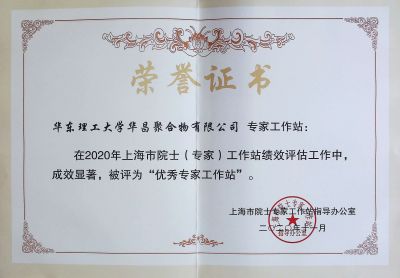 荣誉证书
华东理工大学华昌聚合物有限公司 专家工作站：
在2020年上海市院士（专家）工作站绩效评估工作中，
成效显著，被评为“优秀专家工作站”。
上海市院士专家工作站指导办公室